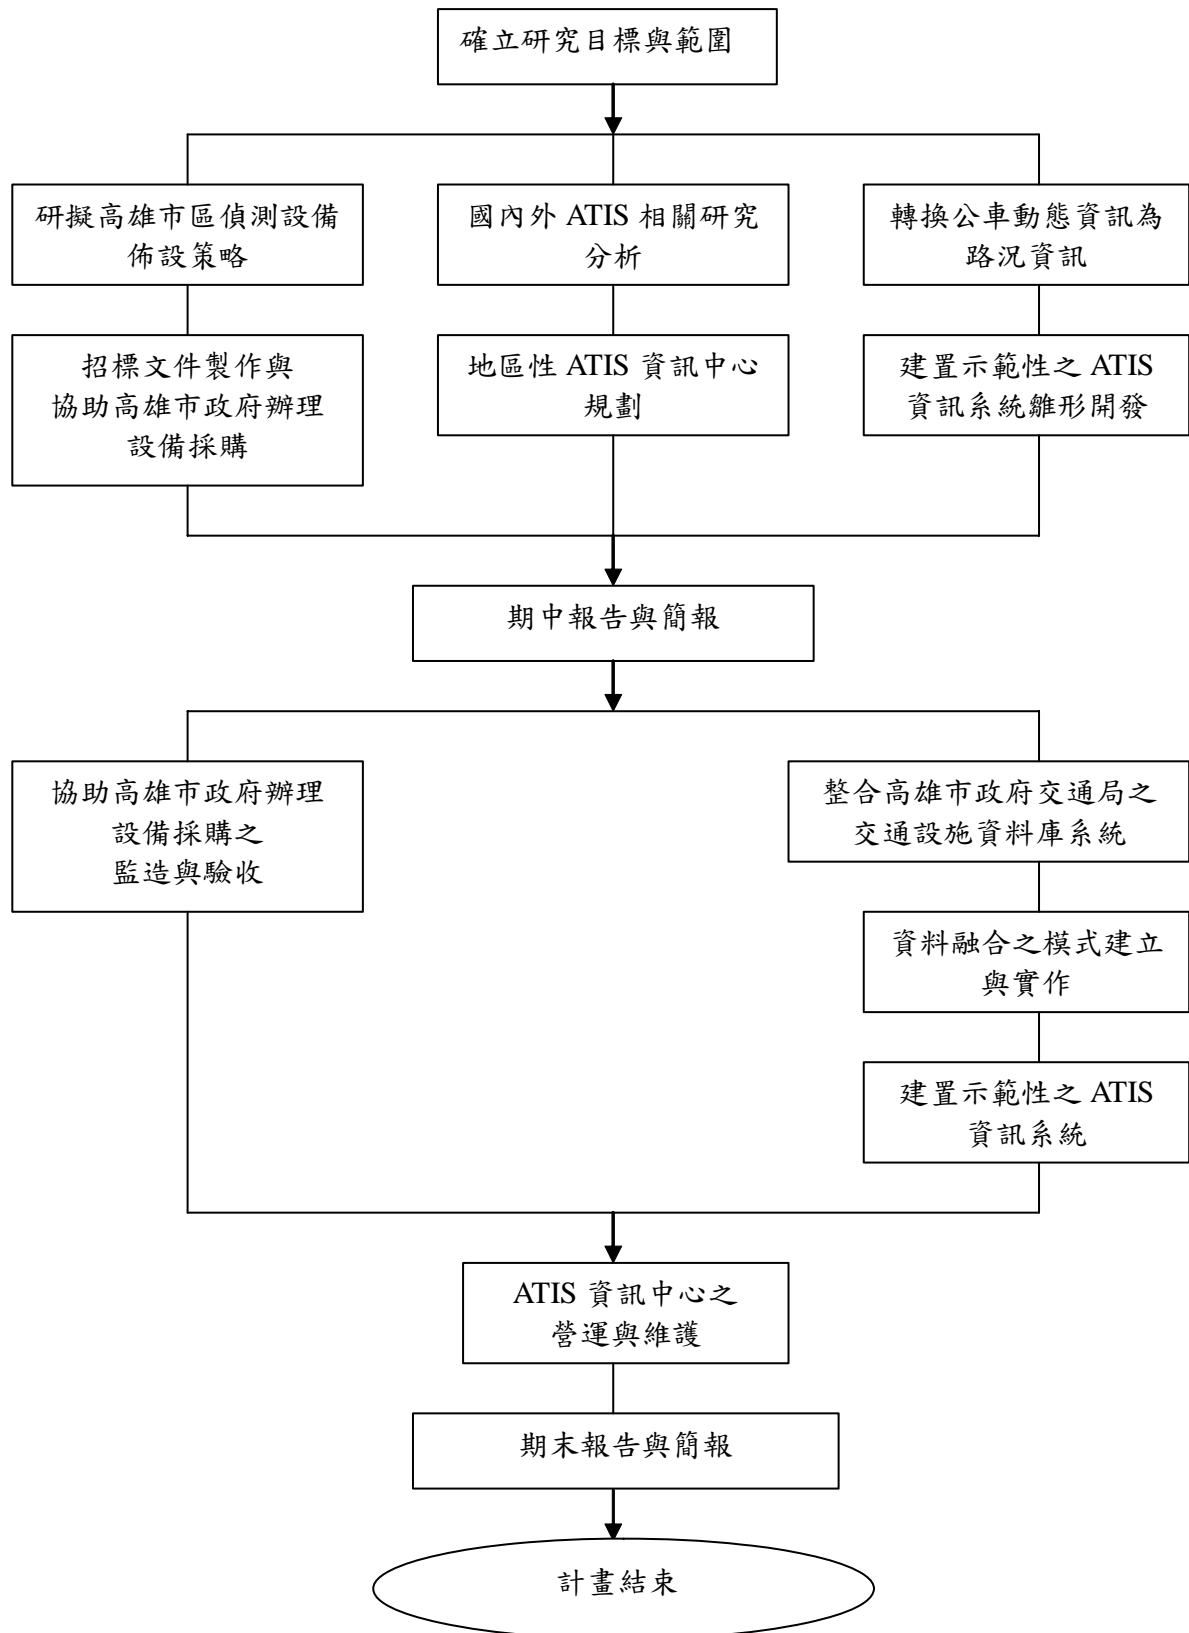 確立研究目標與範圍
研擬高雄市區偵測設備
佈設策略
國內外 ATIS 相關研究
分析
轉換公車動態資訊為
路況資訊
招標文件製作與
協助高雄市政府辦理
設備採購
地區性 ATIS 資訊中心
規劃
建置示範性之 ATIS
資訊系統雛形開發
期中報告與簡報
協助高雄市政府辦理
設備採購之
監造與驗收
整合高雄市政府交通局之
交通設施資料庫系統
資料融合之模式建立
與實作
建置示範性之 ATIS
資訊系統
ATIS 資訊中心之
營運與維護
期末報告與簡報
計畫結束